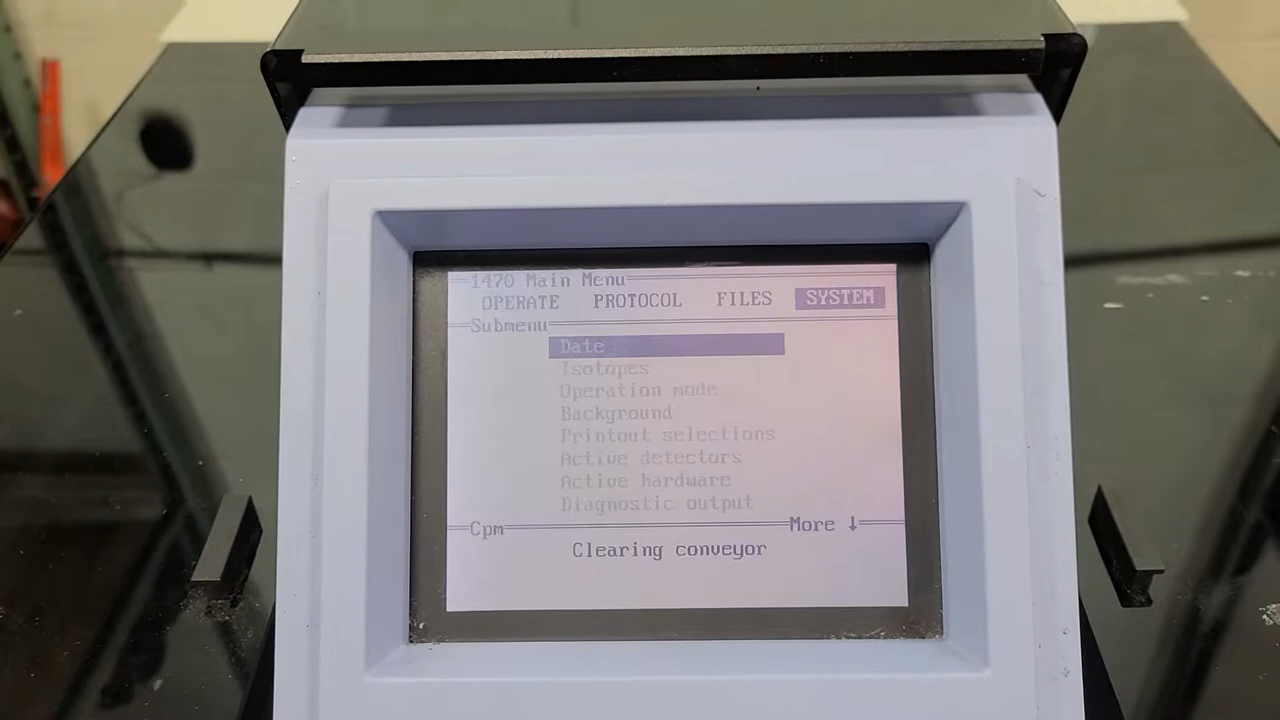 1470 Main Menu
OPERATE PROTOCOL FILES SYSTEM
Submenu
Date
Isotopes
Operation mode
Background
Printout selections
Active detectors
Active hardware
Diagnostic output
Cpm More ↓
Clearing conveyor